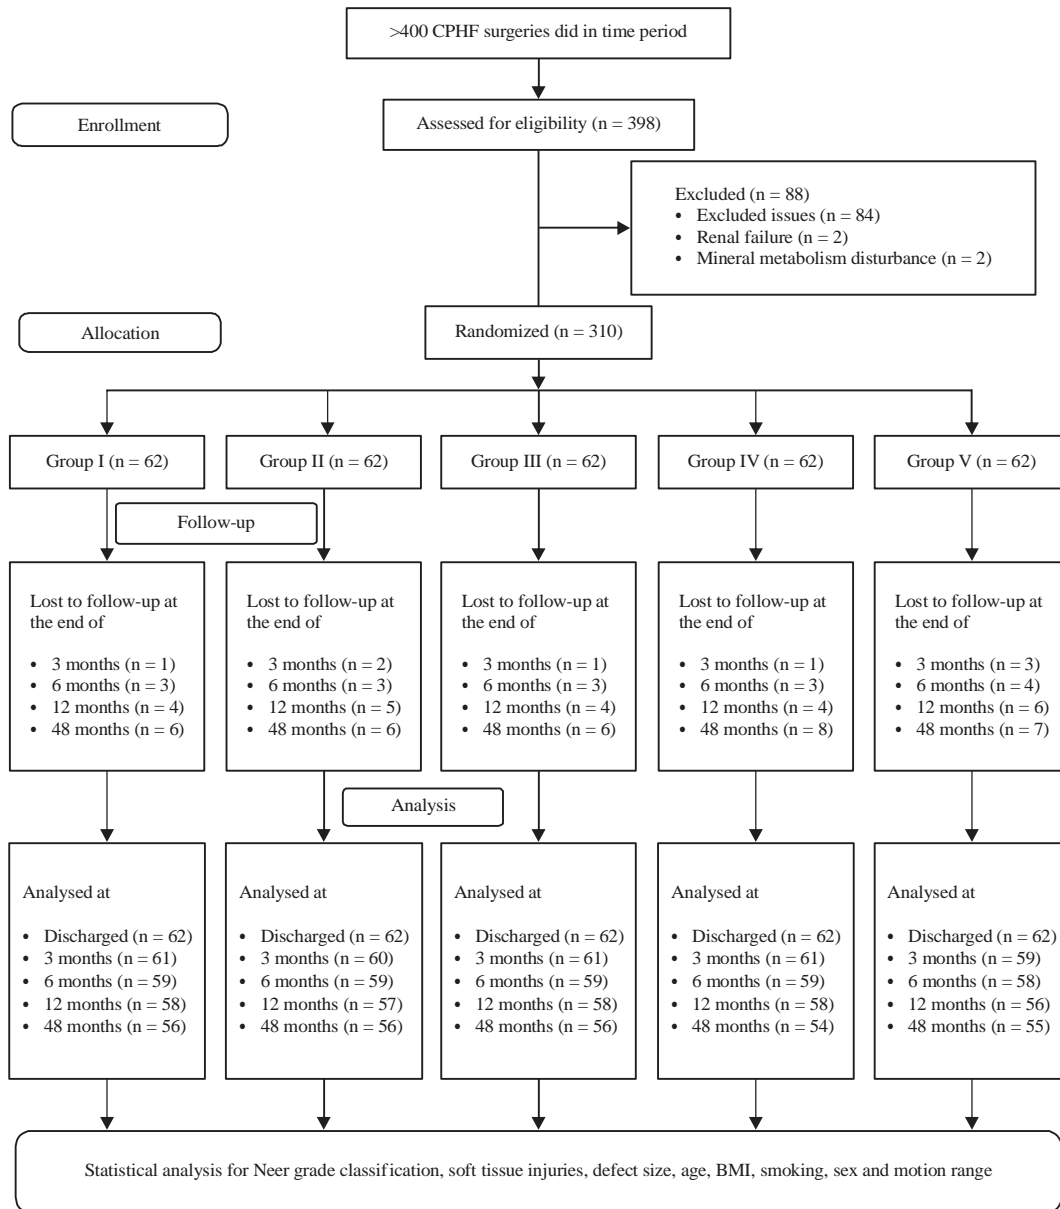 >400 CPHF surgeries did in time period
Enrollment
Assessed for eligibility (n = 398)
Excluded (n = 88)
• Excluded issues (n = 84)
• Renal failure (n = 2)
• Mineral metabolism disturbance (n = 2)
Allocation
Randomized (n = 310)
Group I (n = 62)
Group II (n = 62)
Group III (n = 62)
Group IV (n = 62)
Group V (n = 62)
Follow-up
Lost to follow-up at
the end of
• 3 months (n = 1)
• 6 months (n = 3)
• 12 months (n = 4)
• 48 months (n = 6)
Lost to follow-up at
the end of
• 3 months (n = 2)
• 6 months (n = 3)
• 12 months (n = 5)
• 48 months (n = 6)
Lost to follow-up at
the end of
• 3 months (n = 1)
• 6 months (n = 3)
• 12 months (n = 4)
• 48 months (n = 6)
Lost to follow-up at
the end of
• 3 months (n = 1)
• 6 months (n = 3)
• 12 months (n = 4)
• 48 months (n = 8)
Lost to follow-up at
the end of
• 3 months (n = 3)
• 6 months (n = 4)
• 12 months (n = 6)
• 48 months (n = 7)
Analysis
Analysed at
• Discharged (n = 62)
• 3 months (n = 61)
• 6 months (n = 59)
• 12 months (n = 58)
• 48 months (n = 56)
Analysed at
• Discharged (n = 62)
• 3 months (n = 60)
• 6 months (n = 59)
• 12 months (n = 57)
• 48 months (n = 56)
Analysed at
• Discharged (n = 62)
• 3 months (n = 61)
• 6 months (n = 59)
• 12 months (n = 58)
• 48 months (n = 56)
Analysed at
• Discharged (n = 62)
• 3 months (n = 61)
• 6 months (n = 59)
• 12 months (n = 58)
• 48 months (n = 54)
Analysed at
• Discharged (n = 62)
• 3 months (n = 59)
• 6 months (n = 58)
• 12 months (n = 56)
• 48 months (n = 55)
Statistical analysis for Neer grade classification, soft tissue injuries, defect size, age, BMI, smoking, sex and motion range